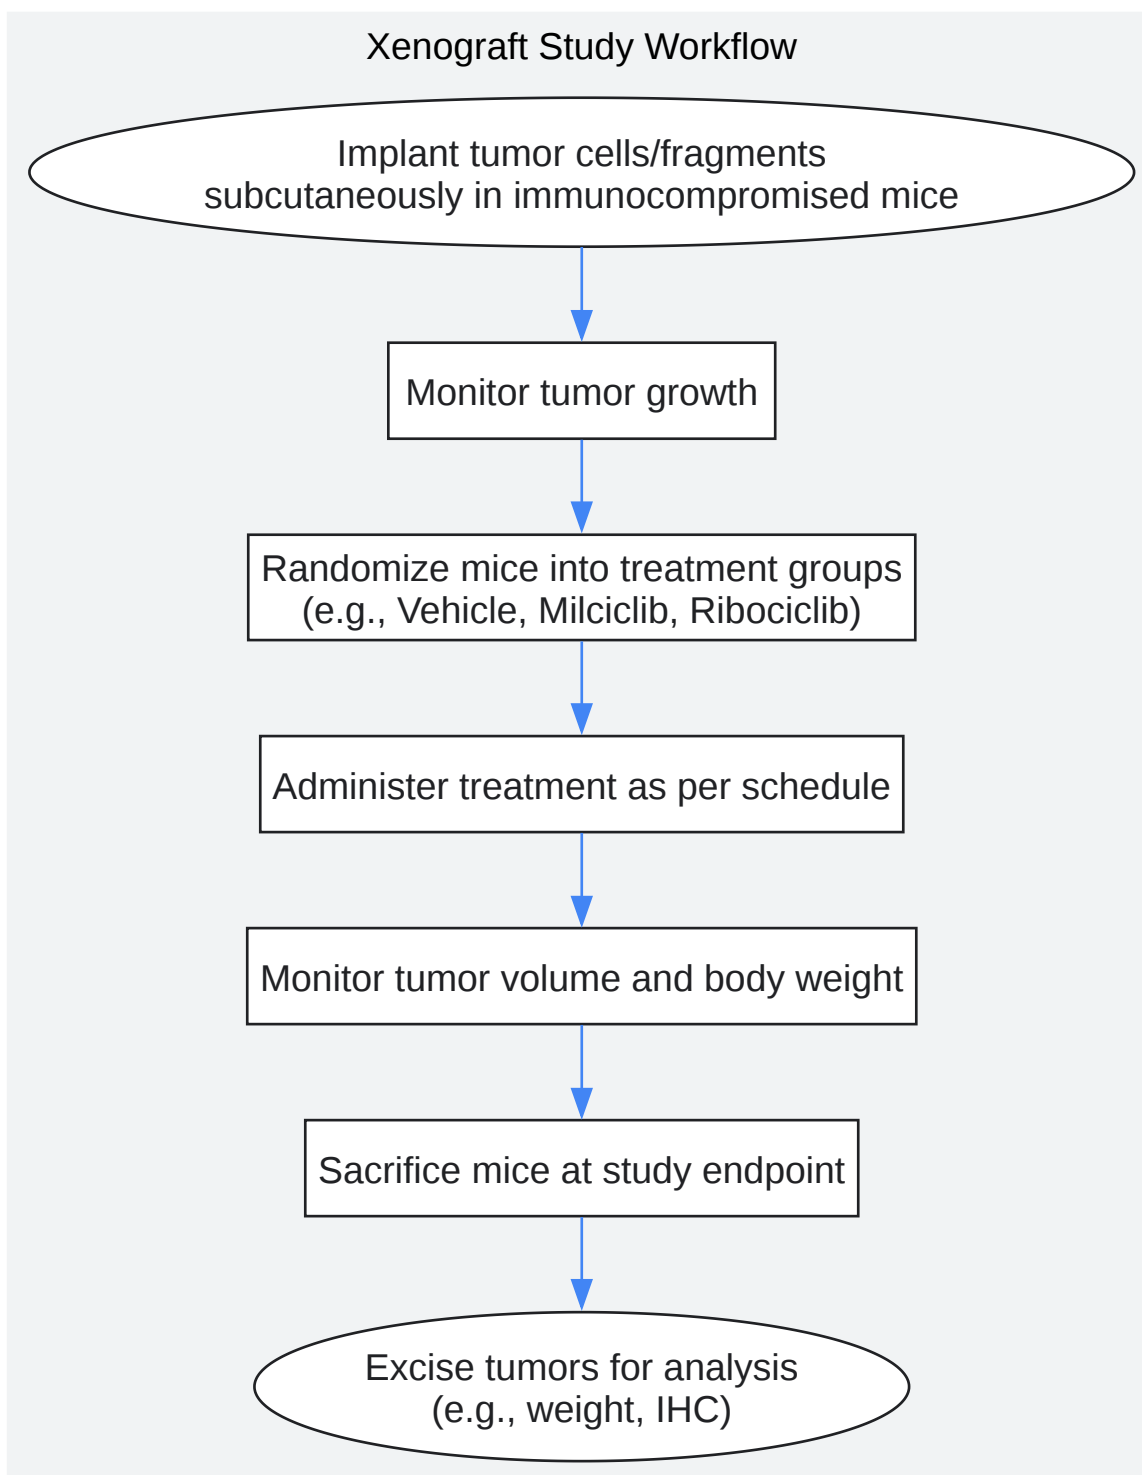 Xenograft Study Workflow
Implant tumor cells/fragments
subcutaneously in immunocompromised mice
Monitor tumor growth
Randomize mice into treatment groups
(e.g., Vehicle, Milciclib, Ribociclib)
Administer treatment as per schedule
Monitor tumor volume and body weight
Sacrifice mice at study endpoint
Excise tumors for analysis
(e.g., weight, IHC)